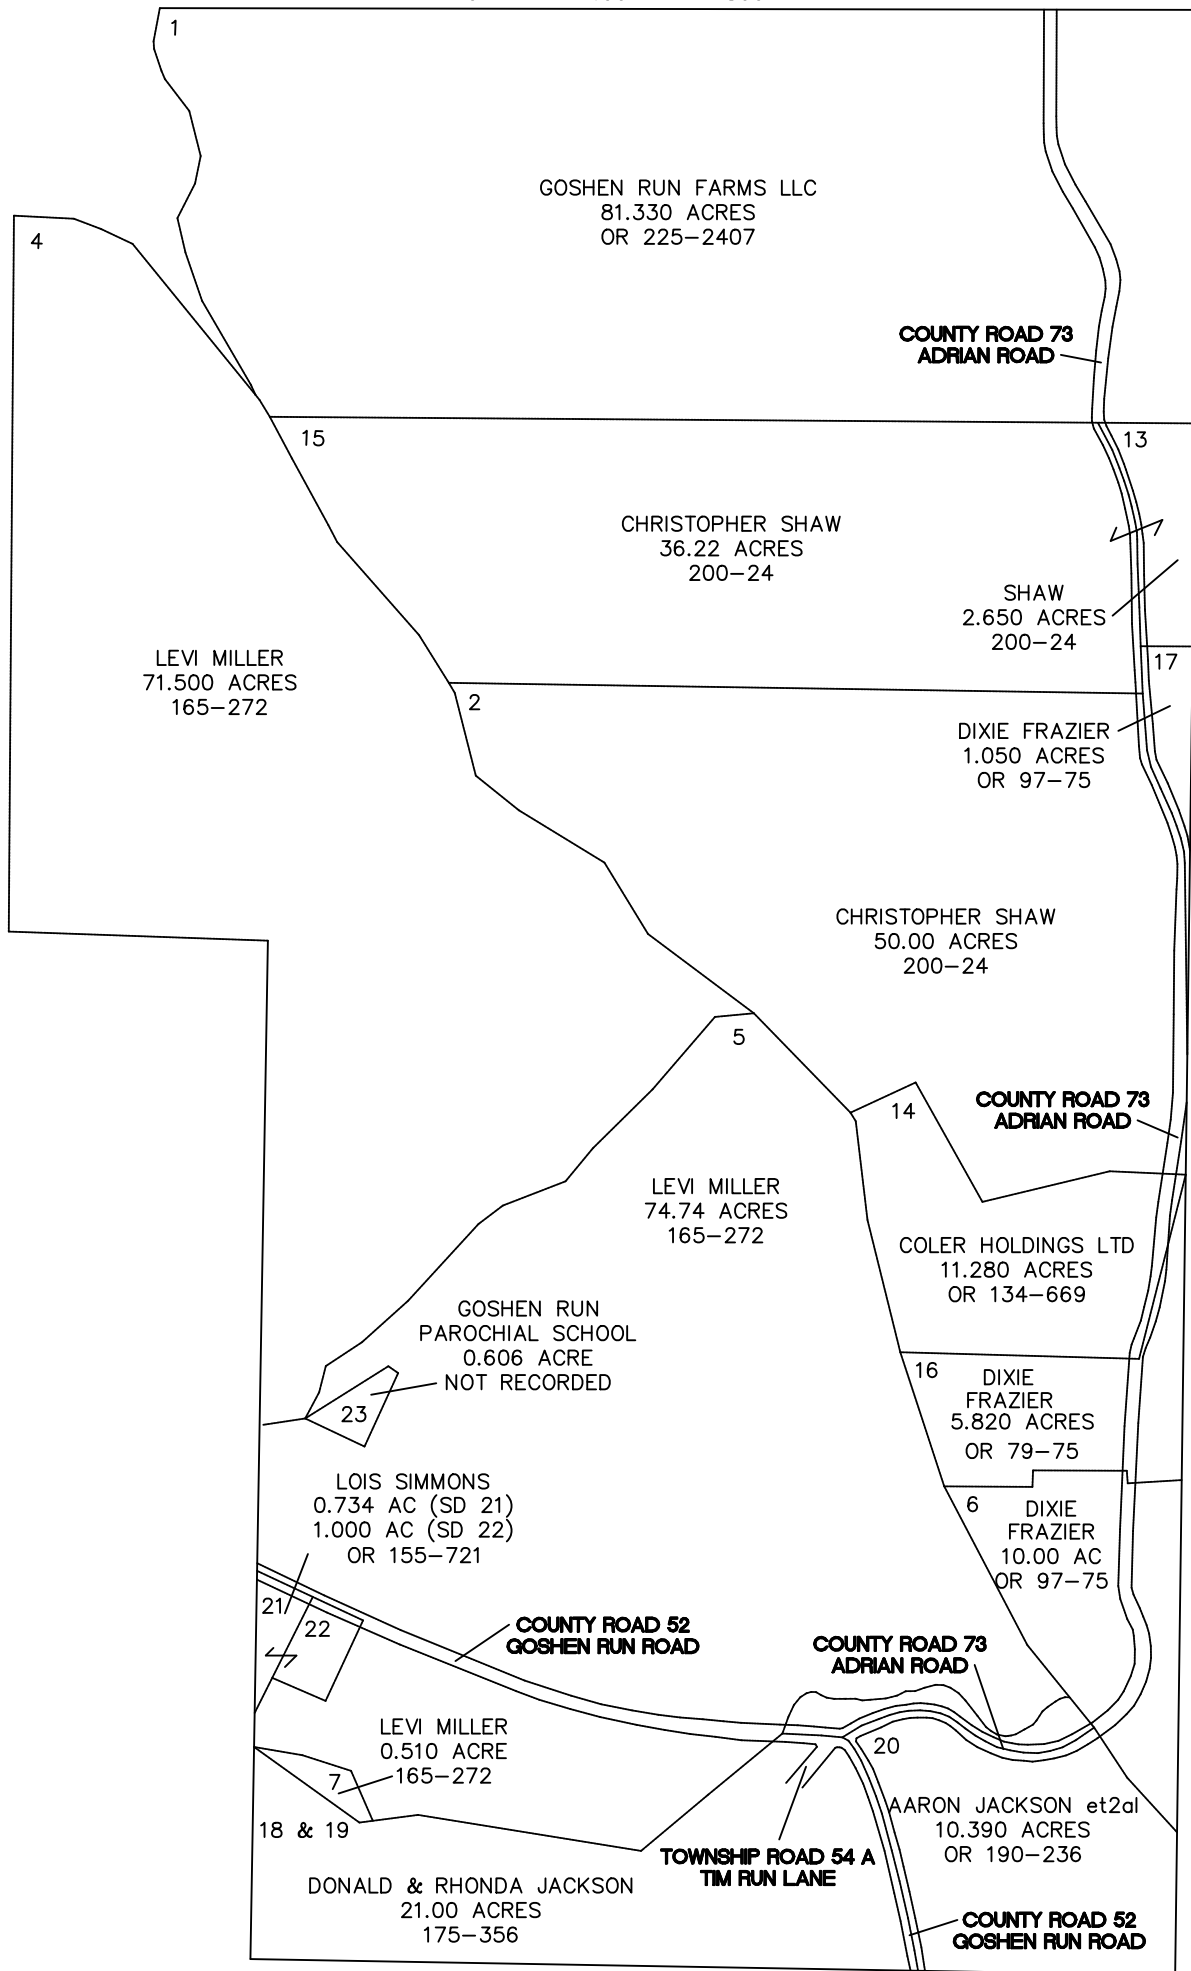 1
GOSHEN RUN FARMS LLC
81.330 ACRES
OR 225-2407
4
COUNTY ROAD 73
ADRIAN ROAD
15
13
CHRISTOPHER SHAW
36.22 ACRES
200-24
SHAW
2.650 ACRES
200-24
LEVI MILLER
71.500 ACRES
165-272
17
2
DIXIE FRAZIER
1.050 ACRES
OR 97-75
CHRISTOPHER SHAW
50.00 ACRES
200-24
5
14
COUNTY ROAD 73
ADRIAN ROAD
LEVI MILLER
74.74 ACRES
165-272
COLER HOLDINGS LTD
11.280 ACRES
OR 134-669
GOSHEN RUN
PAROCHIAL SCHOOL
0.606 ACRE
NOT RECORDED
23
16
DIXIE
FRAZIER
5.820 ACRES
OR 79-75
LOIS SIMMONS
0.734 AC (SD 21)
1.000 AC (SD 22)
OR 155-721
6
DIXIE
FRAZIER
10.00 AC
OR 97-75
21
22
COUNTY ROAD 52
GOSHEN RUN ROAD
COUNTY ROAD 73
ADRIAN ROAD
LEVI MILLER
0.510 ACRE
165-272
7
20
18 & 19
AARON JACKSON et2al
10.390 ACRES
OR 190-236
TOWNSHIP ROAD 54 A
TIM RUN LANE
DONALD & RHONDA JACKSON
21.00 ACRES
175-356
COUNTY ROAD 52
GOSHEN RUN ROAD